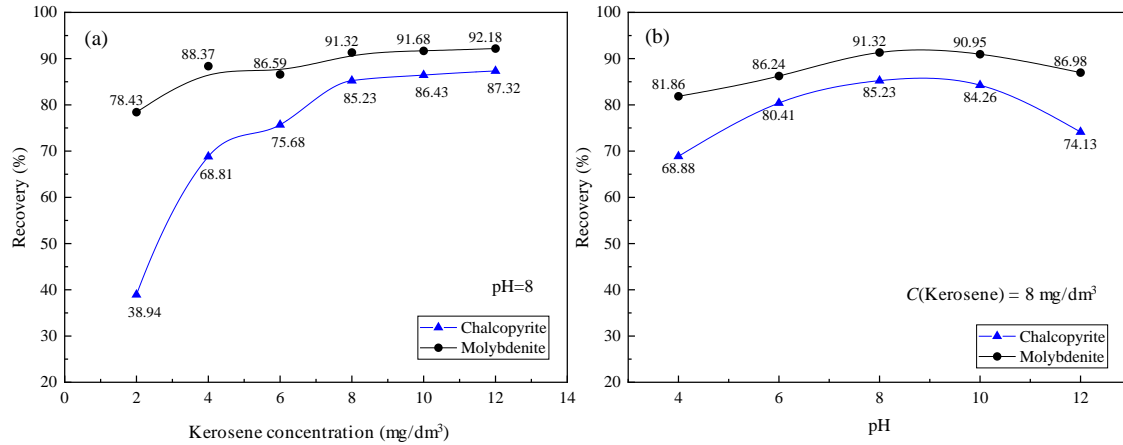 (a)
100
90
80
70
60
50
40
30
20
Recovery (%)
78.43
88.37
86.59
91.32
91.68
92.18
38.94
68.81
75.68
85.23
86.43
87.32
pH=8
Chalcopyrite
Molybdenite
0 2 4 6 8 10 12 14
Kerosene concentration (mg/dm³)
(b)
100
90
80
70
60
50
40
30
20
Recovery (%)
81.86
86.24
91.32
90.95
86.98
68.88
80.41
85.23
84.26
74.13
C(Kerosene) = 8 mg/dm³
Chalcopyrite
Molybdenite
4 6 8 10 12
pH